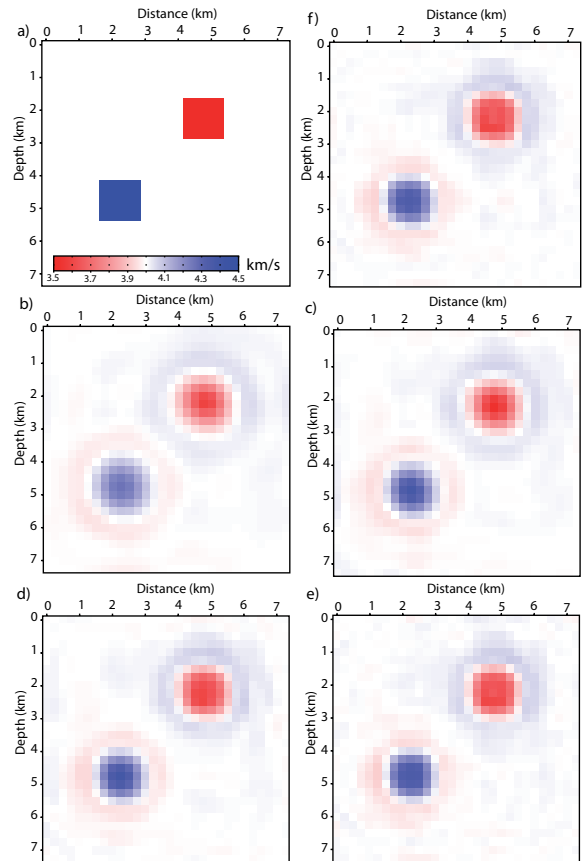 Distance (km)
a) 0 1 2 3 4 5 6 7
Depth (km)
0
1
2
3
4
5
6
7
3.5 3.7 3.9 4.1 4.3 4.5
km/s
Distance (km)
f) 0 1 2 3 4 5 6 7
Depth (km)
0
1
2
3
4
5
6
7
Distance (km)
b) 0 1 2 3 4 5 6 7
Depth (km)
0
1
2
3
4
5
6
7
Distance (km)
c) 0 1 2 3 4 5 6 7
Depth (km)
0
1
2
3
4
5
6
7
Distance (km)
d) 0 1 2 3 4 5 6 7
Depth (km)
0
1
2
3
4
5
6
7
Distance (km)
e) 0 1 2 3 4 5 6 7
Depth (km)
0
1
2
3
4
5
6
7